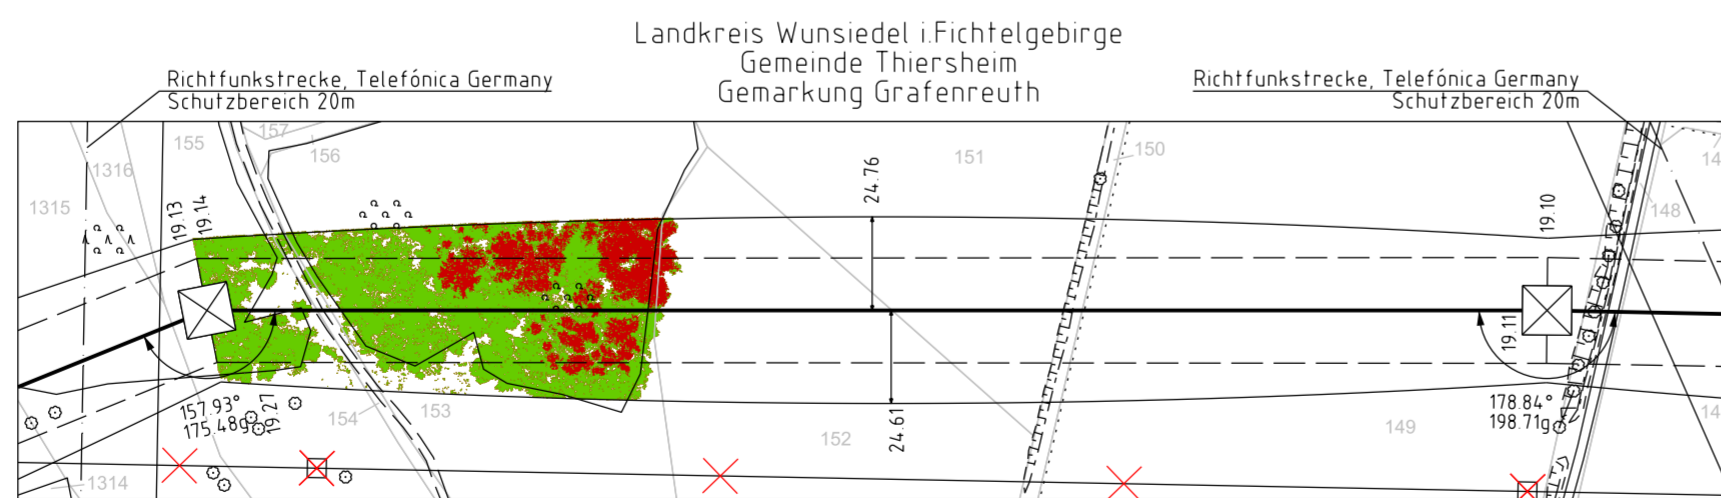 Landkreis Wunsiedel i.Fichtelgebirge
Gemeinde Thiersheim
Gemarkung Grafenreuth
Richtfunkstrecke, Telefónica Germany
Schutzbereich 20m
Richtfunkstrecke, Telefónica Germany
Schutzbereich 20m
155
157
156
1316
1315
151
150
148
19.13
19.14
24.76
19.10
19.11
157.93°
175.48g
19.27
154
153
152
24.61
178.84°
198.71g
149
1314